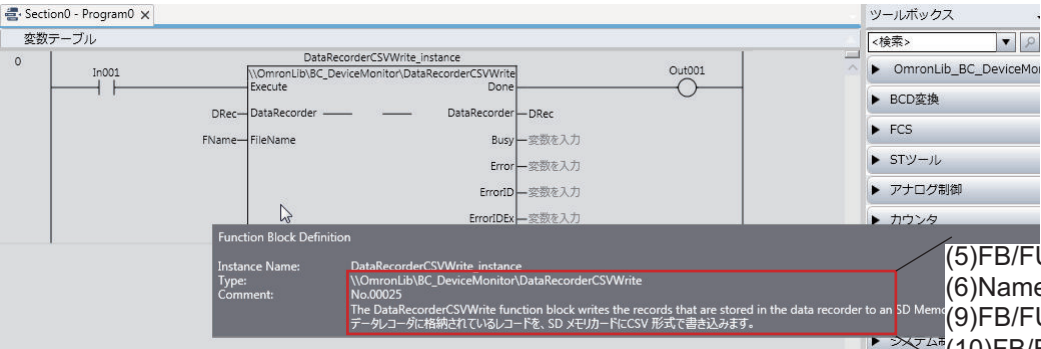 Section0 - Program0 x
ツールボックス
変数テーブル
<検索>
0
DataRecorderCSVWrite_instance
In001
\\OmronLib\BC_DeviceMonitor\DataRecorderCSVWrite
Out001
Execute
Done
OmronLib_BC_DeviceMo
BCD変換
DRec
DataRecorder
DataRecorder
DRec
FCS
FName
FileName
Busy
変数を入力
STツール
Error
変数を入力
ErrorID
変数を入力
アナログ制御
ErrorIDEx
変数を入力
カウンタ
Function Block Definition
Instance Name: DataRecorderCSVWrite_instance
Type: \\OmronLib\BC_DeviceMonitor\DataRecorderCSVWrite
Comment: No.00025
The DataRecorderCSVWrite function block writes the records that are stored in the data recorder to an SD Memo
データレコーダに格納されているレコードを、SD メモリカードにCSV 形式で書き込みます。
(5)FB/FU
(6)Name
(9)FB/FU
システム制
(10)FB/F